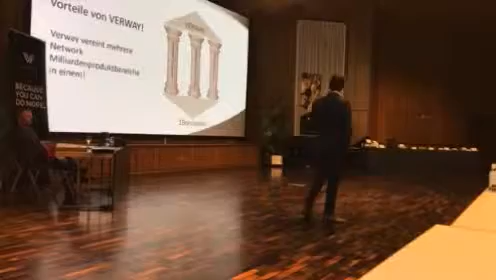 Vorteile von VERWAY!
Verway vereint mehrere
Network
Milliardenproduktbereiche
in einem!
BECAUSE
YOU CAN
DO MORE.